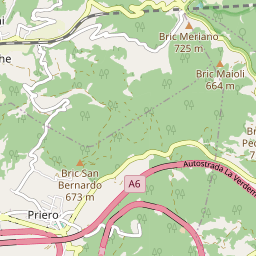 Bric Meriano
725 m
Bric Maioli
664 m
Bric San
Bernardo
673 m
A6
Autostrada La Verdem
Priero